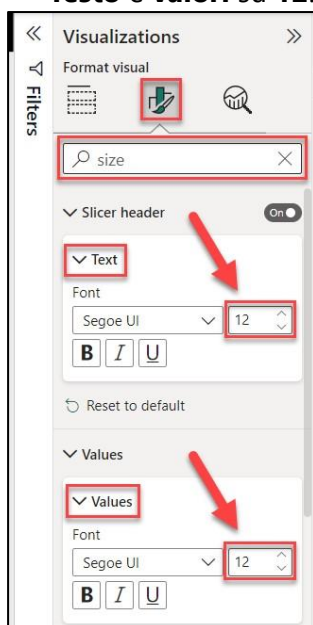 Testo e Valori su 12.
Visualizations
Format visual
Filters
size
Slicer header
On
Text
Font
Segoe UI
12
B I U
Reset to default
Values
Values
Font
Segoe UI
12
B I U